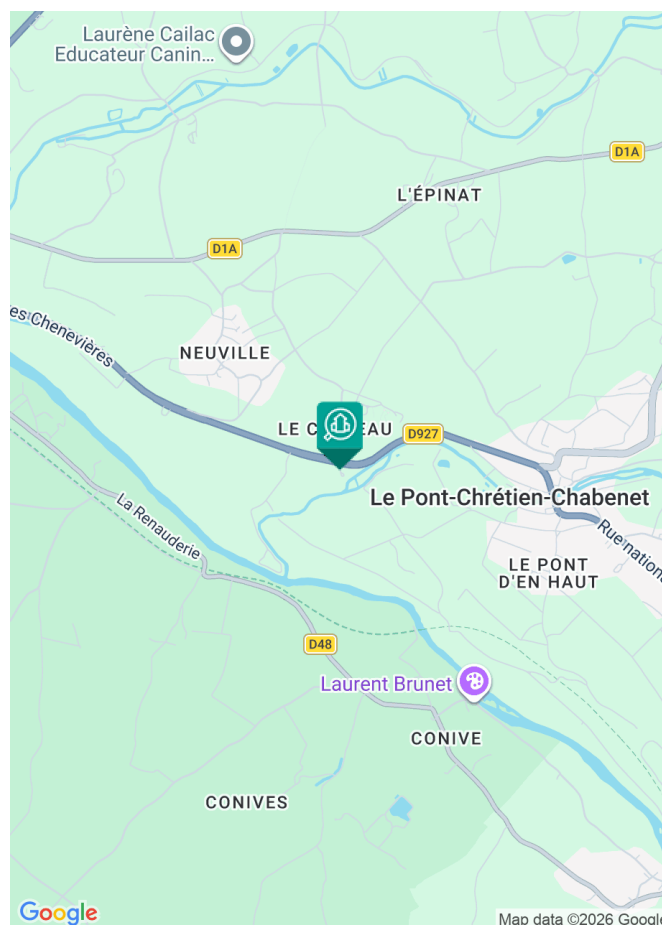 Laurène Cailac
Educateur Canin...
D1A
L'ÉPINAT
D1A
es Chenevières
NEUVILLE
LE C EAU
D927
Le Pont-Chrétien-Chabenet
La Renauderie
Rue nationa
LE PONT
D'EN HAUT
D48
Laurent Brunet
CONIVE
CONIVES
Google
Map data ©2026 Google